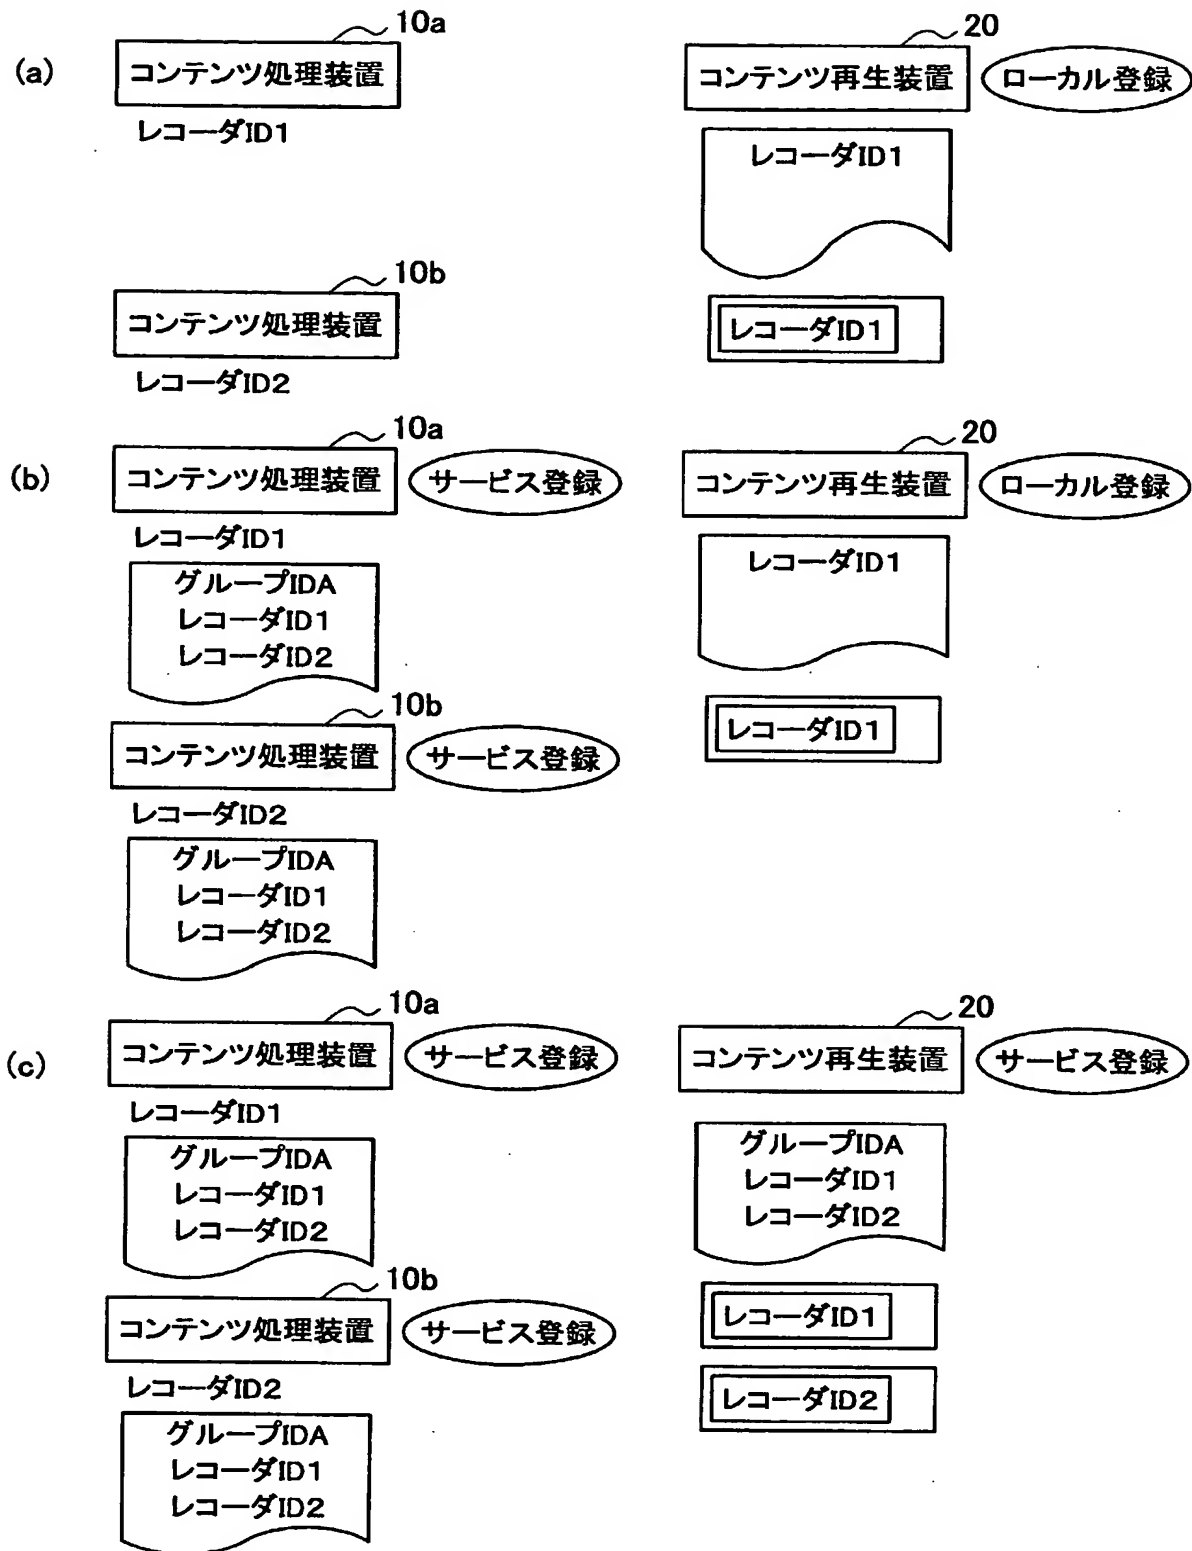 (a)
10a
コンテンツ処理装置
レコーダID1
20
コンテンツ再生装置
ローカル登録
レコーダID1
レコーダID1
10b
コンテンツ処理装置
レコーダID2
(b)
10a
コンテンツ処理装置
サービス登録
レコーダID1
グループIDA
レコーダID1
レコーダID2
20
コンテンツ再生装置
ローカル登録
レコーダID1
レコーダID1
10b
コンテンツ処理装置
サービス登録
レコーダID2
グループIDA
レコーダID1
レコーダID2
(c)
10a
コンテンツ処理装置
サービス登録
レコーダID1
グループIDA
レコーダID1
レコーダID2
20
コンテンツ再生装置
サービス登録
グループIDA
レコーダID1
レコーダID2
レコーダID1
レコーダID2
10b
コンテンツ処理装置
サービス登録
レコーダID2
グループIDA
レコーダID1
レコーダID2